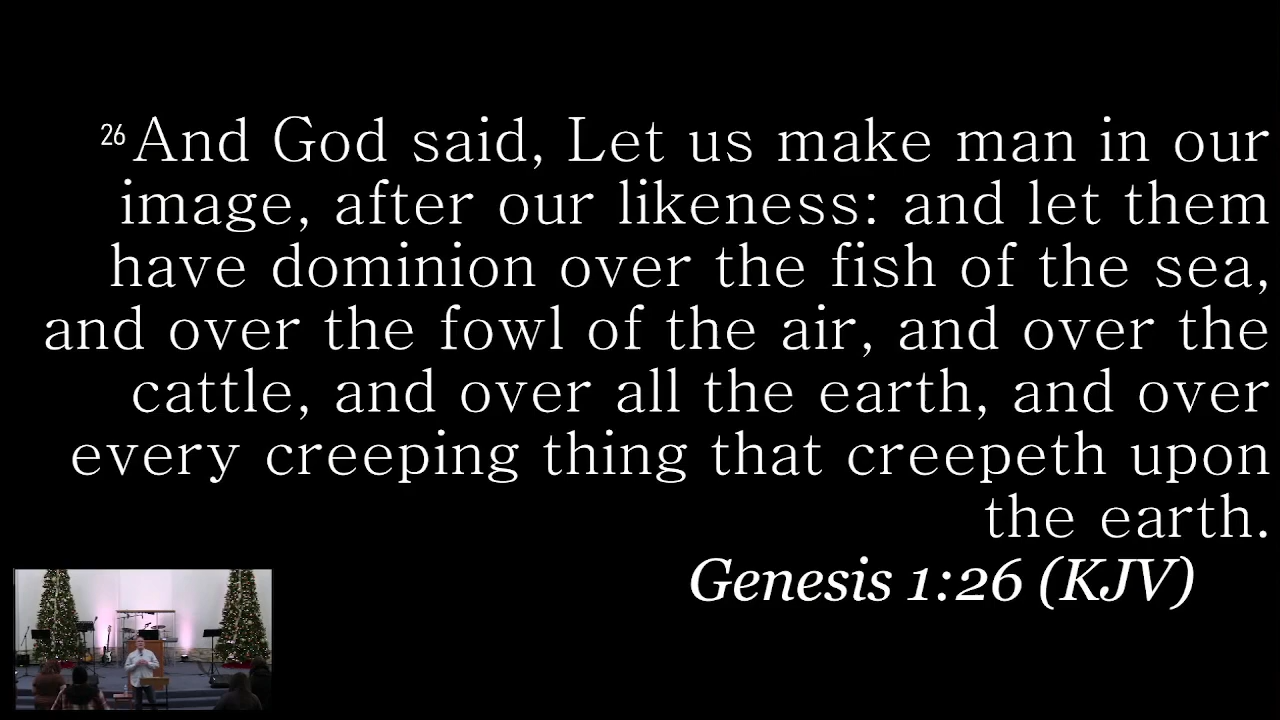 26 And God said, Let us make man in our
image, after our likeness: and let them
have dominion over the fish of the sea,
and over the fowl of the air, and over the
cattle, and over all the earth, and over
every creeping thing that creepeth upon
the earth.
Genesis 1:26 (KJV)